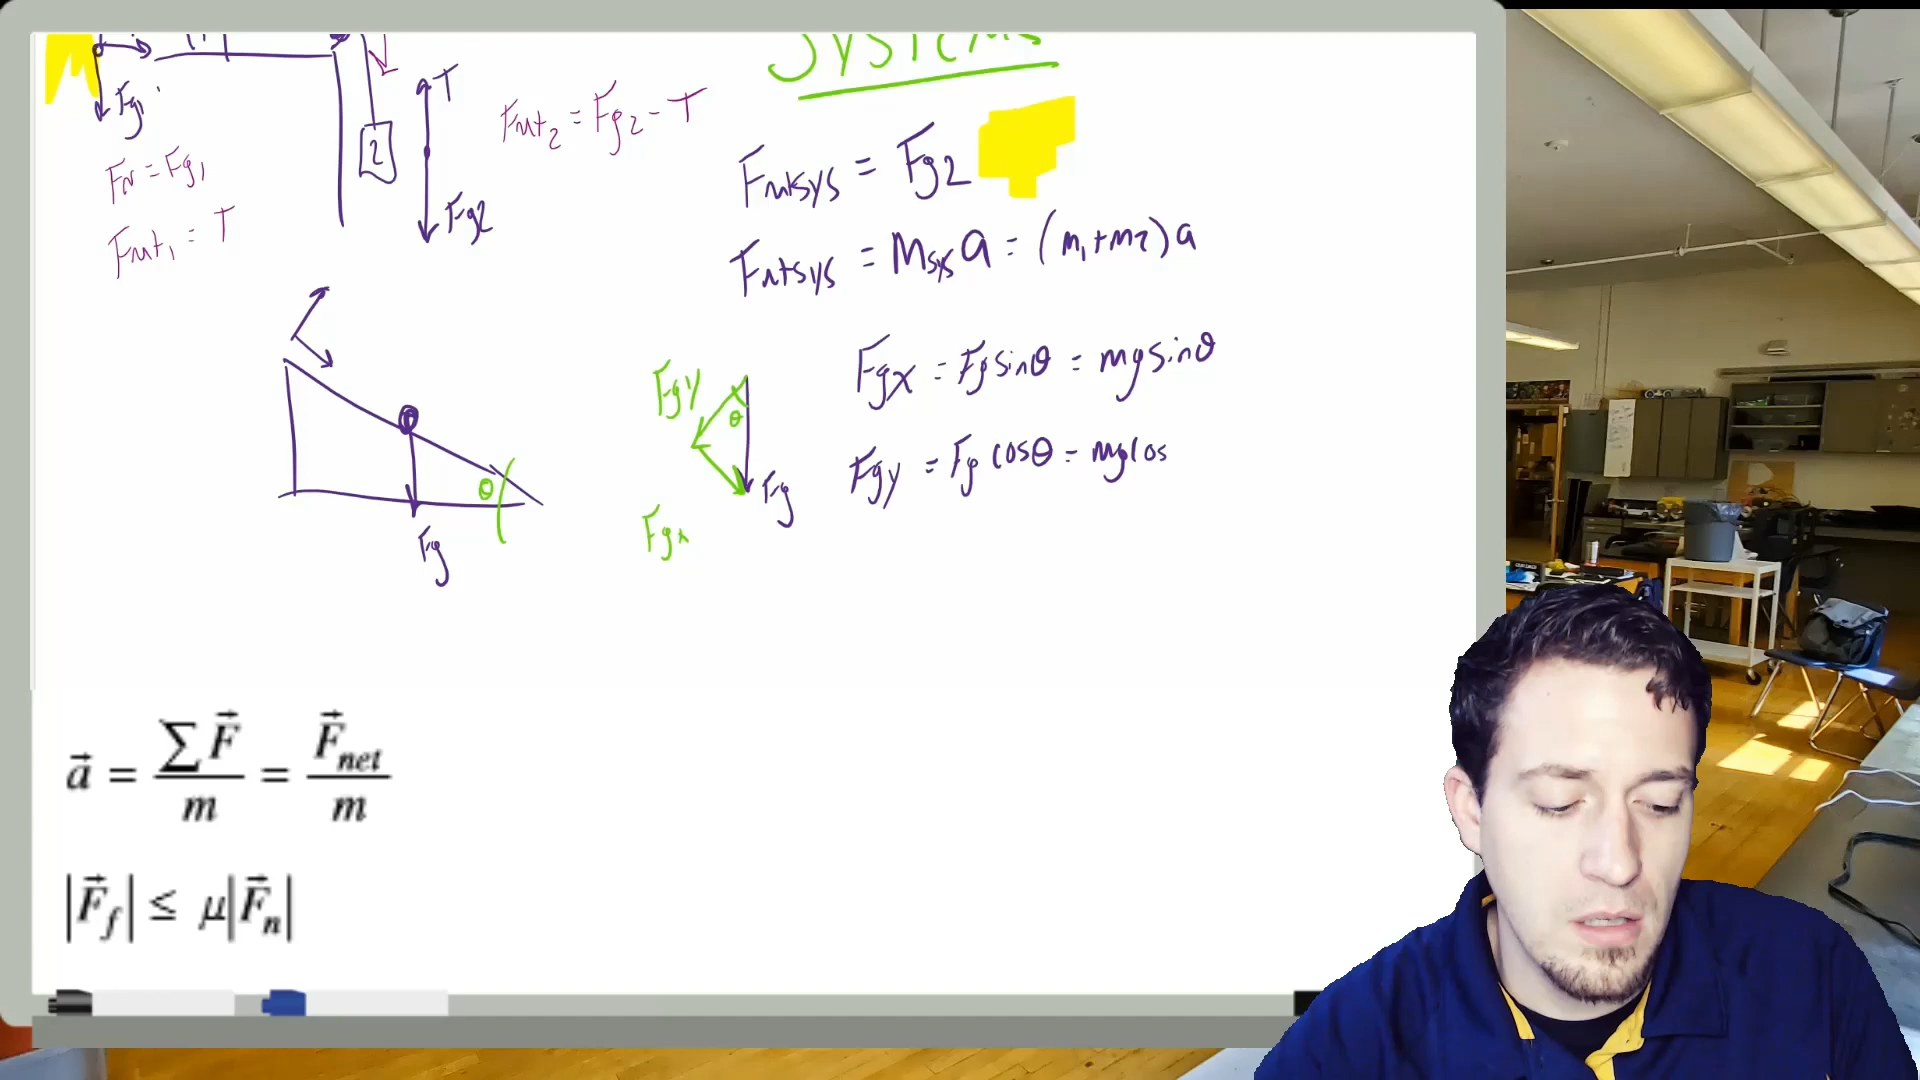 SYSTEMS
T
Fg1
Fnet2 = Fg2 - T
2
Fnetsys = Fg2
FN = Fg1
Fg2
Fnet1 = T
Fnetsys = Msys a = (m1+m2)a
Fgx = Fg sinθ = mg sinθ
Fgy
θ
Fgy = Fg cosθ = mg cos
θ
Fg
Fg
Fgx
a = ∑F/m = Fnet/m
|Ff| ≤ μ|Fn|